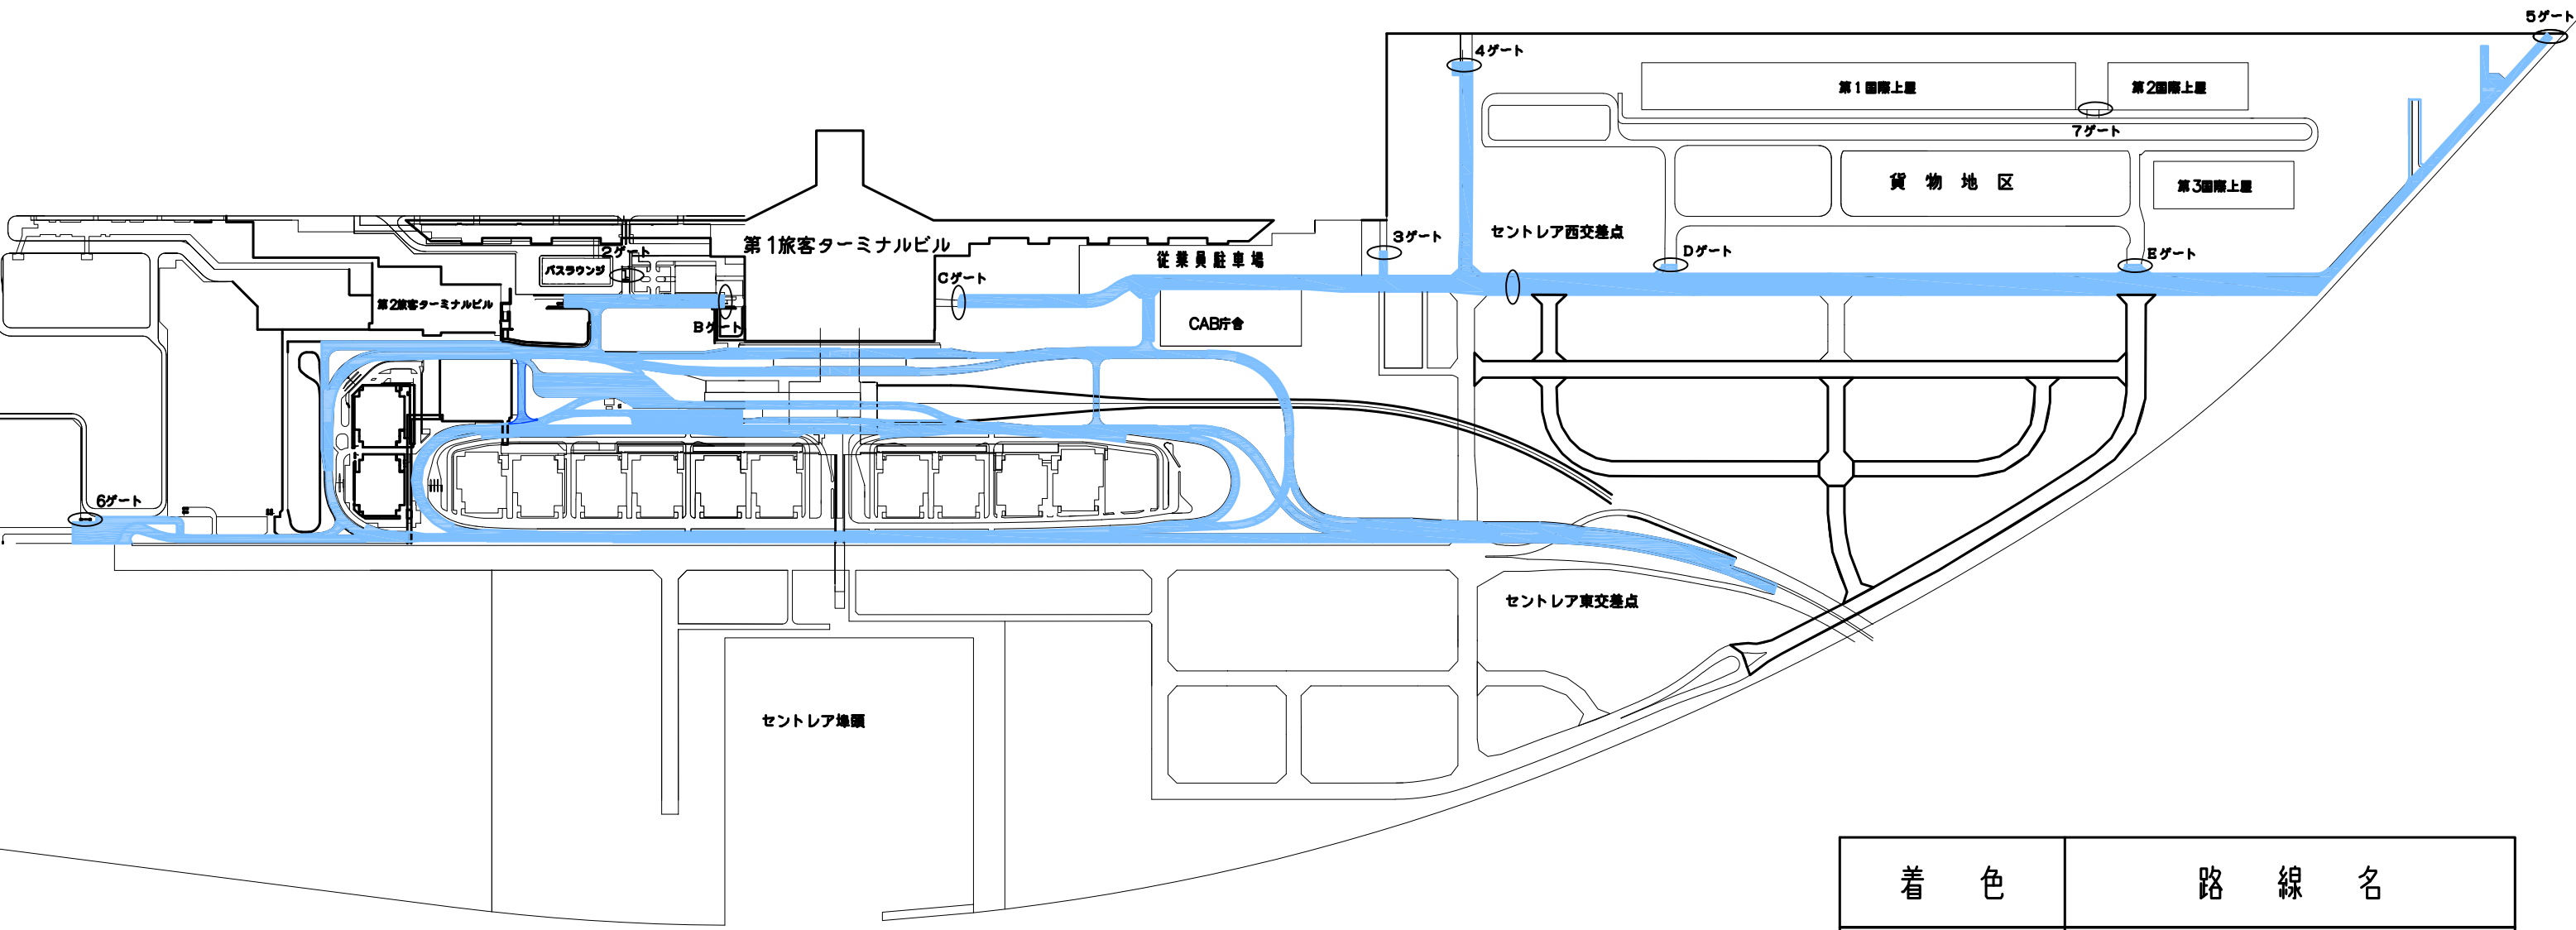 5ゲート
4ゲート
第1国際上屋
第2国際上屋
7ゲート
貨物地区
第3国際上屋
3ゲート
セントレア西交差点
第1旅客ターミナルビル
2ゲート
従業員駐車場
Dゲート
Eゲート
バスラウンジ
Cゲート
第2旅客ターミナルビル
Bゲート
CAB庁舎
6ゲート
セントレア東交差点
セントレア埠頭
着色
路線名